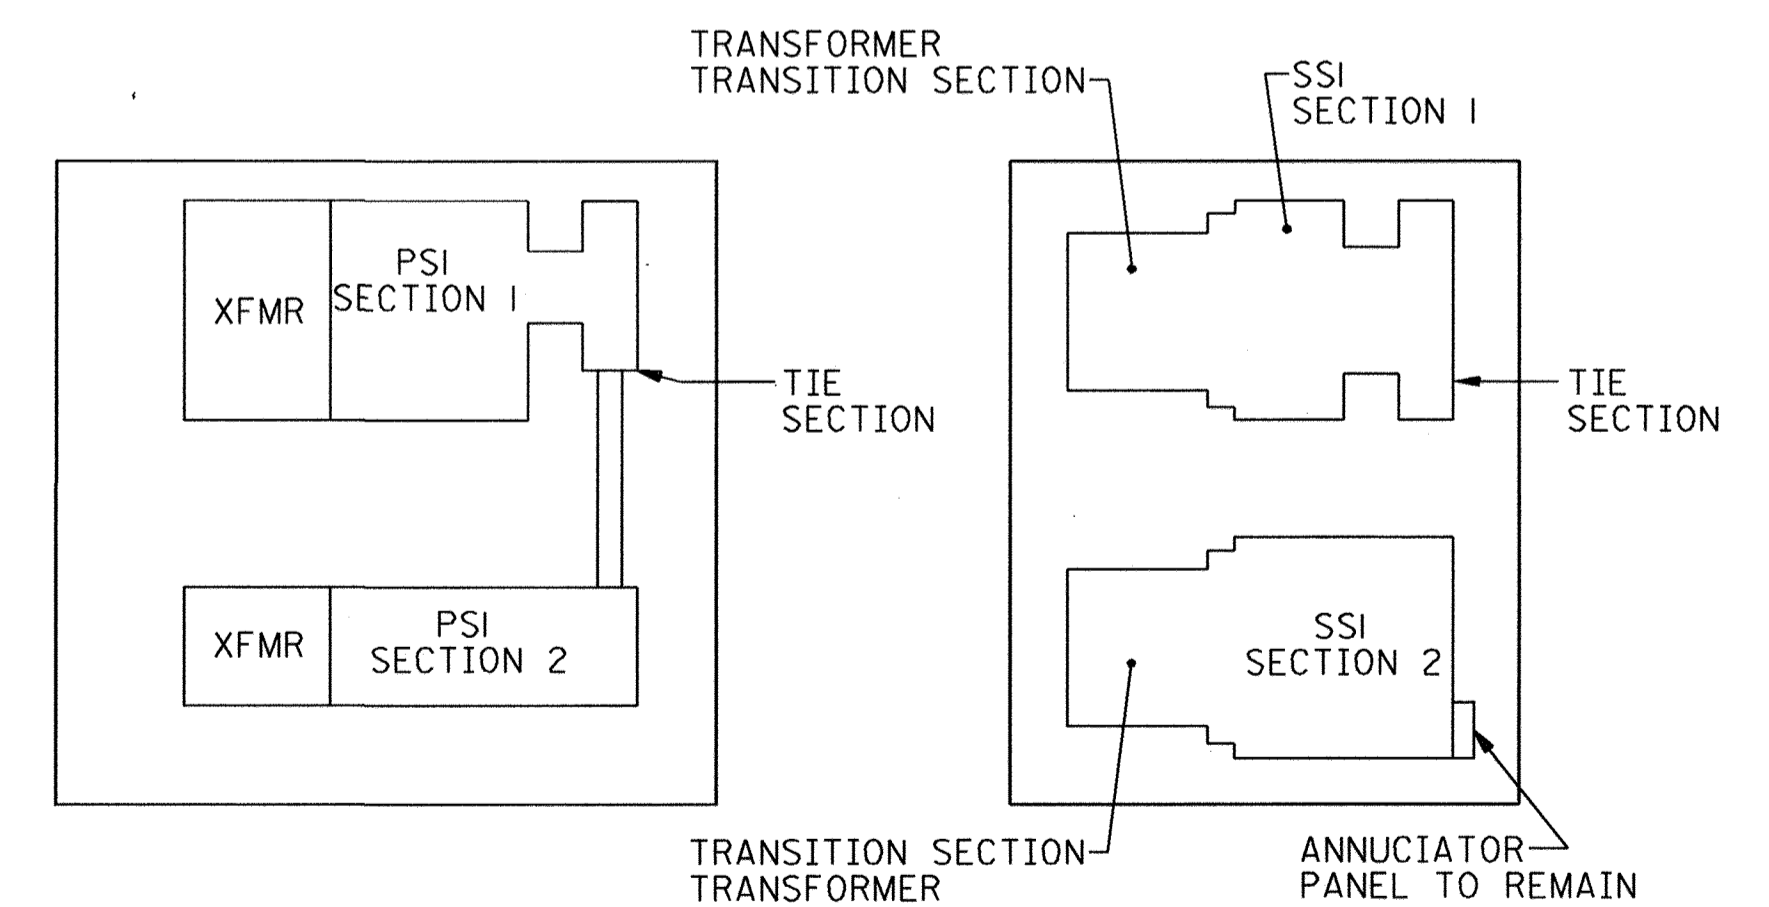 TRANSFORMER
TRANSITION SECTION
SSI
SECTION 1
PSI
SECTION 1
XFMR
TIE
SECTION
TIE
SECTION
PSI
SECTION 2
XFMR
SSI
SECTION 2
TRANSITION SECTION
TRANSFORMER
ANNUCIATOR
PANEL TO REMAIN